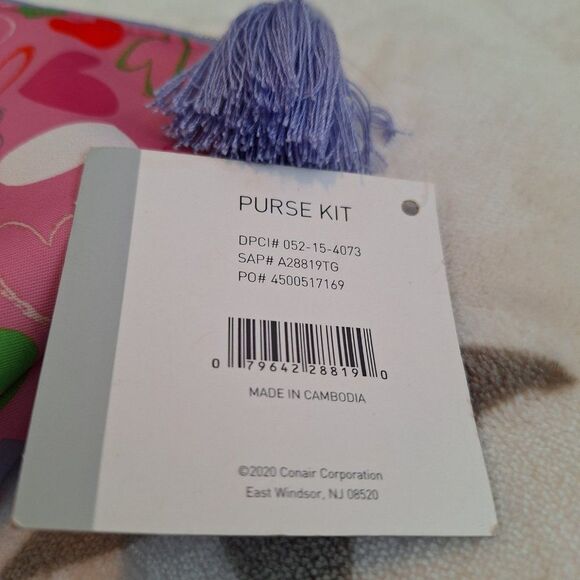 PURSE KIT
DPCI# 052-15-4073
SAP# A28819TG
PO# 4500517169
0 79642 28819 0
MADE IN CAMBODIA
©2020 Conair Corporation
East Windsor, NJ 08520